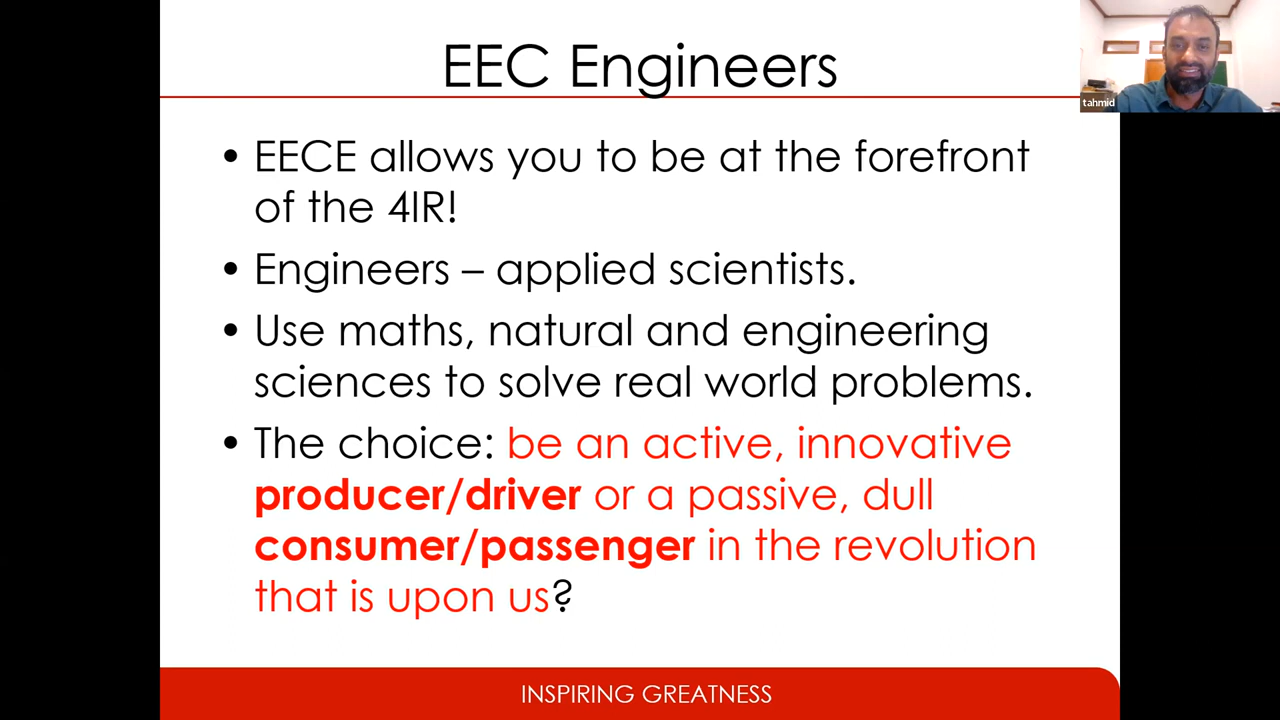 EEC Engineers
tahmid
• EECE allows you to be at the forefront
of the 4IR!
• Engineers – applied scientists.
• Use maths, natural and engineering
sciences to solve real world problems.
• The choice: be an active, innovative
producer/driver or a passive, dull
consumer/passenger in the revolution
that is upon us?
INSPIRING GREATNESS